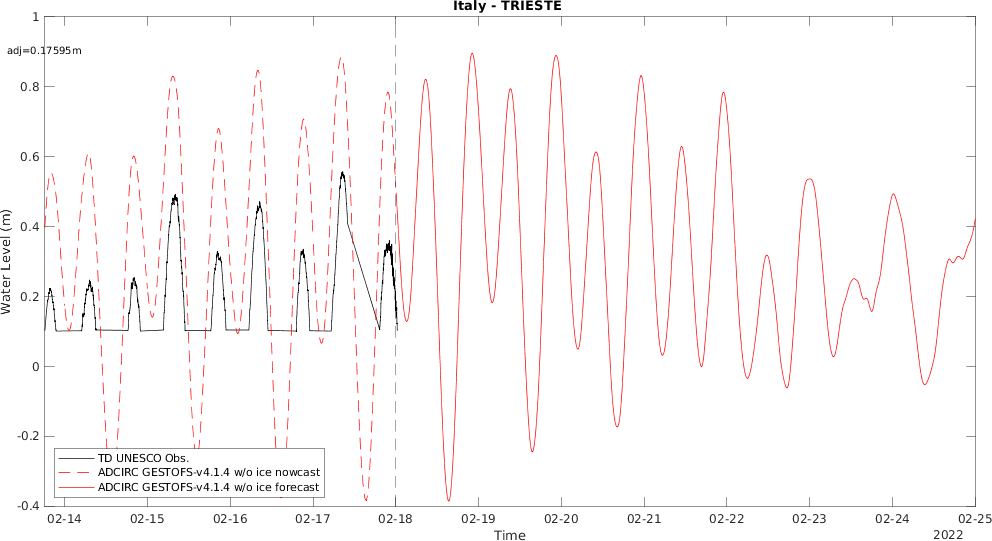 Italy - TRIESTE
adj=0.17595m
1
0.8
0.6
0.4
0.2
0
-0.2
-0.4
Water Level (m)
TD UNESCO Obs.
ADCIRC GESTOFS-v4.1.4 w/o ice nowcast
ADCIRC GESTOFS-v4.1.4 w/o ice forecast
02-14 02-15 02-16 02-17 02-18 02-19 02-20 02-21 02-22 02-23 02-24 02-25
Time
2022